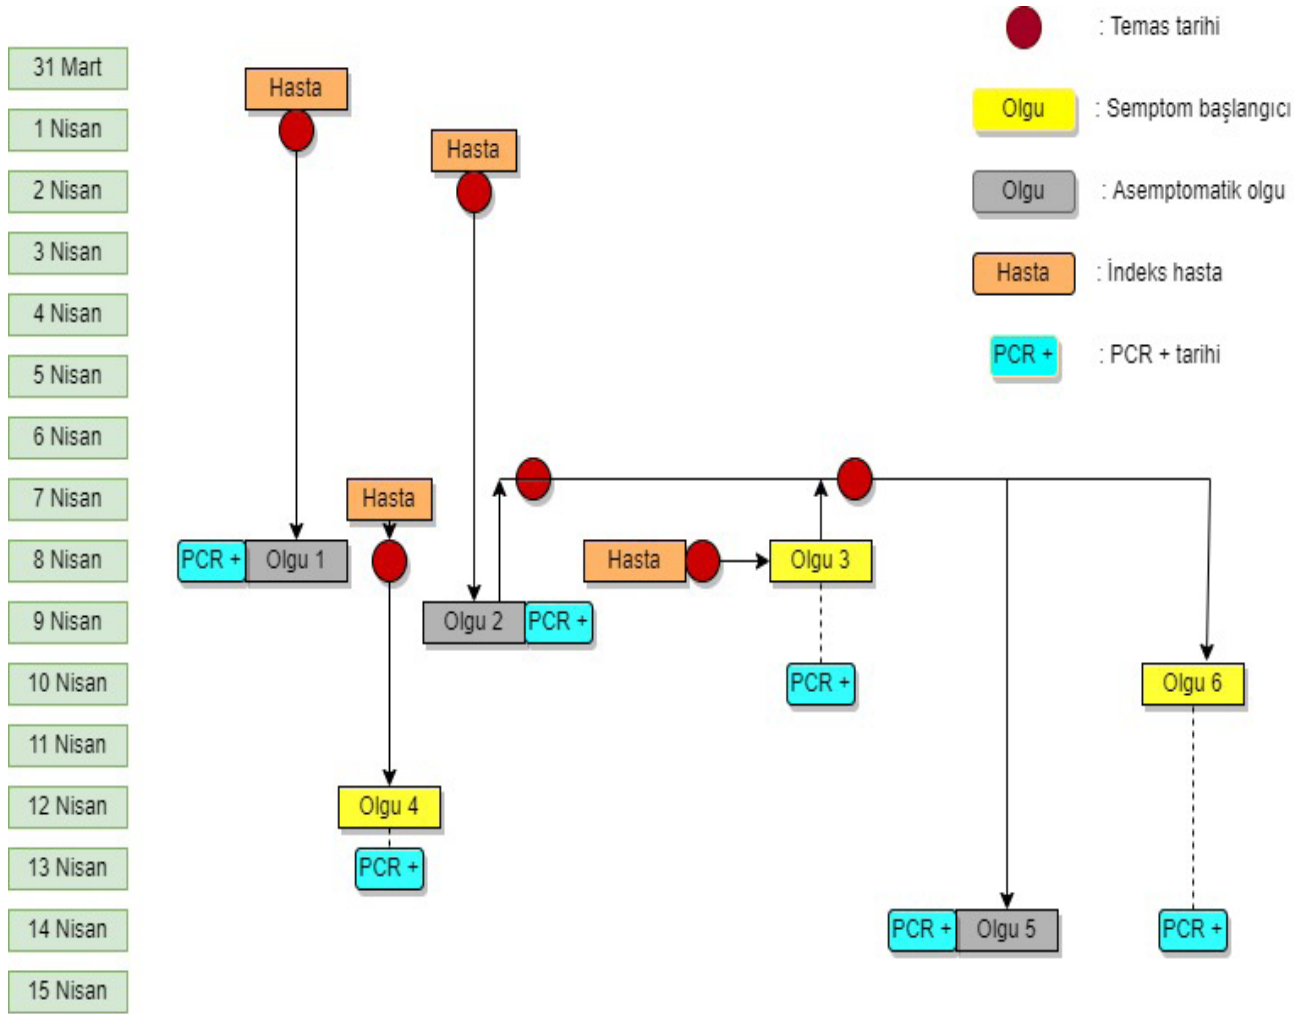 : Temas tarihi
31 Mart
Hasta
Olgu
: Semptom başlangıcı
1 Nisan
Hasta
2 Nisan
Olgu
: Asemptomatik olgu
3 Nisan
Hasta
: İndeks hasta
4 Nisan
PCR +
: PCR + tarihi
5 Nisan
6 Nisan
7 Nisan
Hasta
8 Nisan
PCR +
Olgu 1
Hasta
Olgu 3
9 Nisan
Olgu 2
PCR +
10 Nisan
PCR +
Olgu 6
11 Nisan
12 Nisan
Olgu 4
13 Nisan
PCR +
14 Nisan
PCR +
Olgu 5
PCR +
15 Nisan